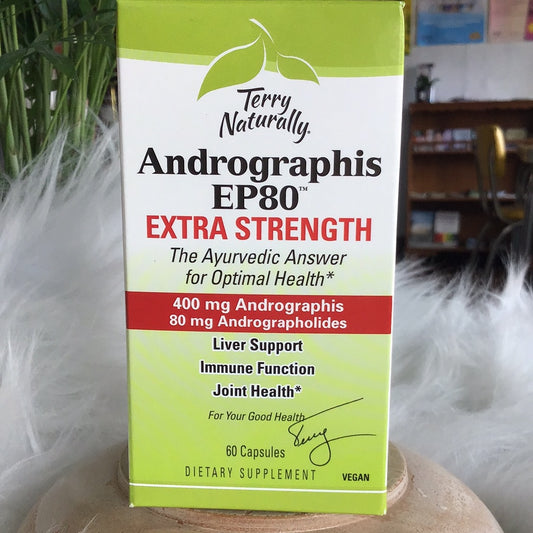 Terry
Naturally®
Andrographis
EP80™
EXTRA STRENGTH
The Ayurvedic Answer
for Optimal Health*
400 mg Andrographis
80 mg Andrographolides
Liver Support
Immune Function
Joint Health*
For Your Good Health,
Terry
60 Capsules
DIETARY SUPPLEMENT
VEGAN